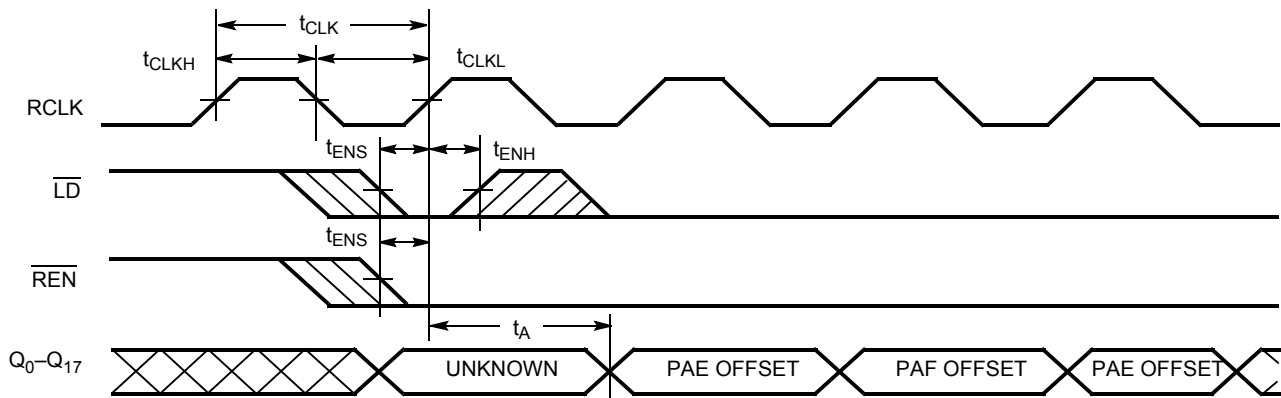 tCLK
tCLKH
tCLKL
RCLK
tENS
tENH
LD
tENS
REN
tA
Q0–Q17
UNKNOWN
PAE OFFSET
PAF OFFSET
PAE OFFSET